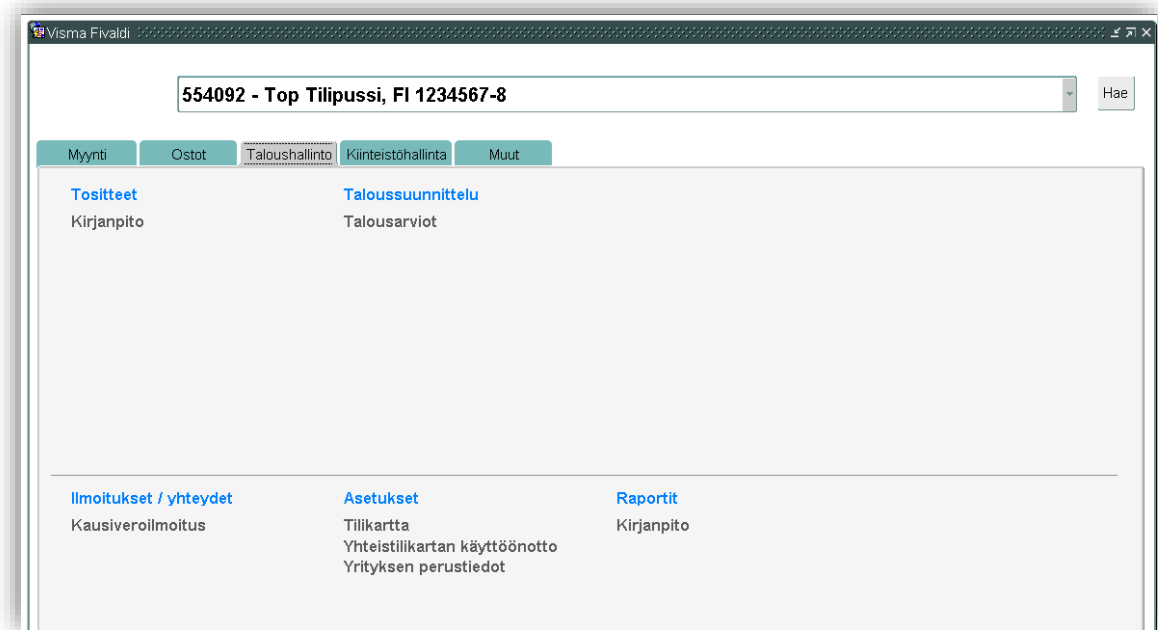 Visma Fivaldi
554092 - Top Tilipussi, FI 1234567-8
Hae
Myynti Ostot Taloushallinto Kiinteistöhallinta Muut
Tositteet Taloussuunnittelu
Kirjanpito Talousarviot
Ilmoitukset / yhteydet Asetukset Raportit
Kausiveroilmoitus Tilikartta Kirjanpito
Yhteistilikartan käyttöönotto
Yrityksen perustiedot